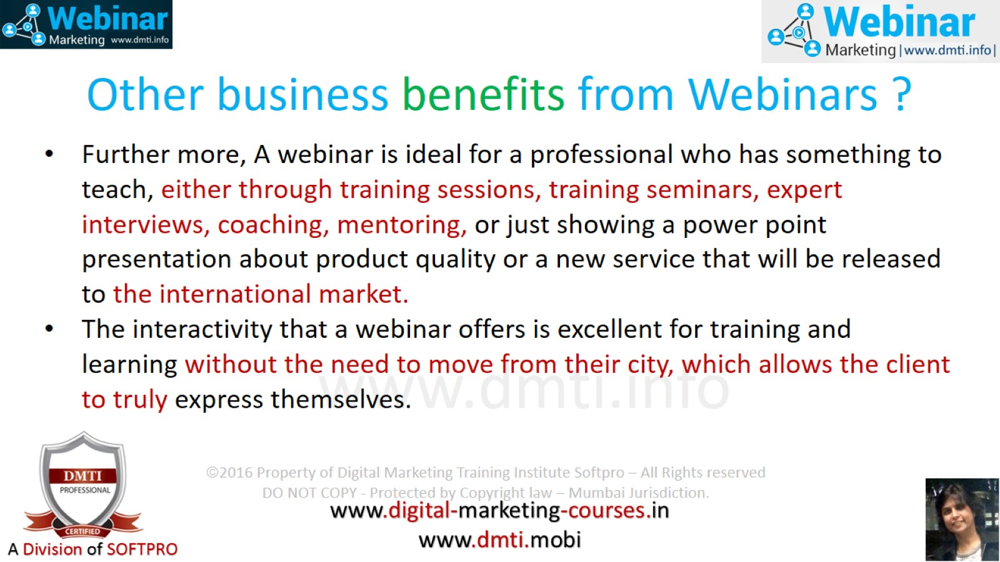 Webinar
Marketing www.dmti.info
Webinar
Marketing|www.dmti.info|
Other business benefits from Webinars ?
• Further more, A webinar is ideal for a professional who has something to
teach, either through training sessions, training seminars, expert
interviews, coaching, mentoring, or just showing a power point
presentation about product quality or a new service that will be released
to the international market.
• The interactivity that a webinar offers is excellent for training and
learning without the need to move from their city, which allows the client
to truly express themselves.
www.dmti.info
DMTI
PROFESSIONAL
CERTIFIED
A Division of SOFTPRO
©2016 Property of Digital Marketing Training Institute Softpro – All Rights reserved
DO NOT COPY - Protected by Copyright law – Mumbai Jurisdiction.
www.digital-marketing-courses.in
www.dmti.mobi